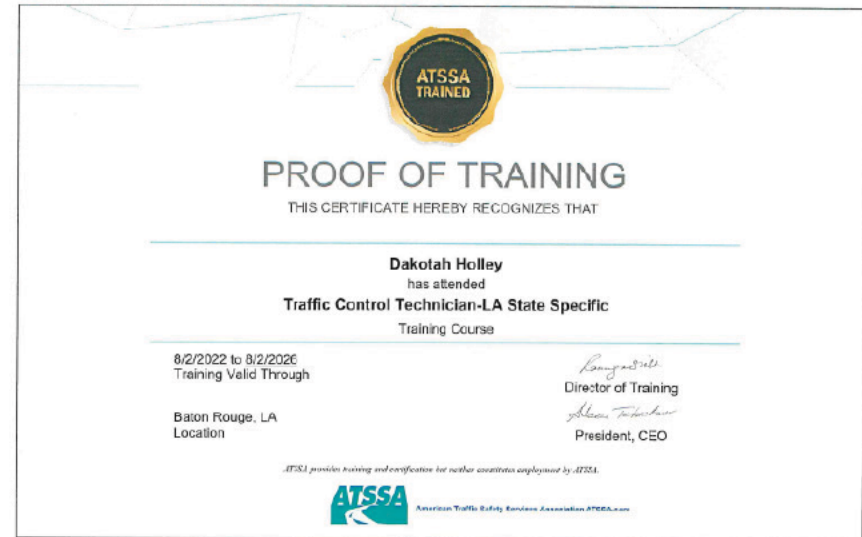 ATSSA
TRAINED
PROOF OF TRAINING
THIS CERTIFICATE HEREBY RECOGNIZES THAT
Dakotah Holley
has attended
Traffic Control Technician-LA State Specific
Training Course
8/2/2022 to 8/2/2026
Training Valid Through
Director of Training
Baton Rouge, LA
Location
President, CEO
ATSSA provides training and certification but neither constitutes employment by ATSSA.
ATSSA
American Traffic Safety Services Association ATSSA.com